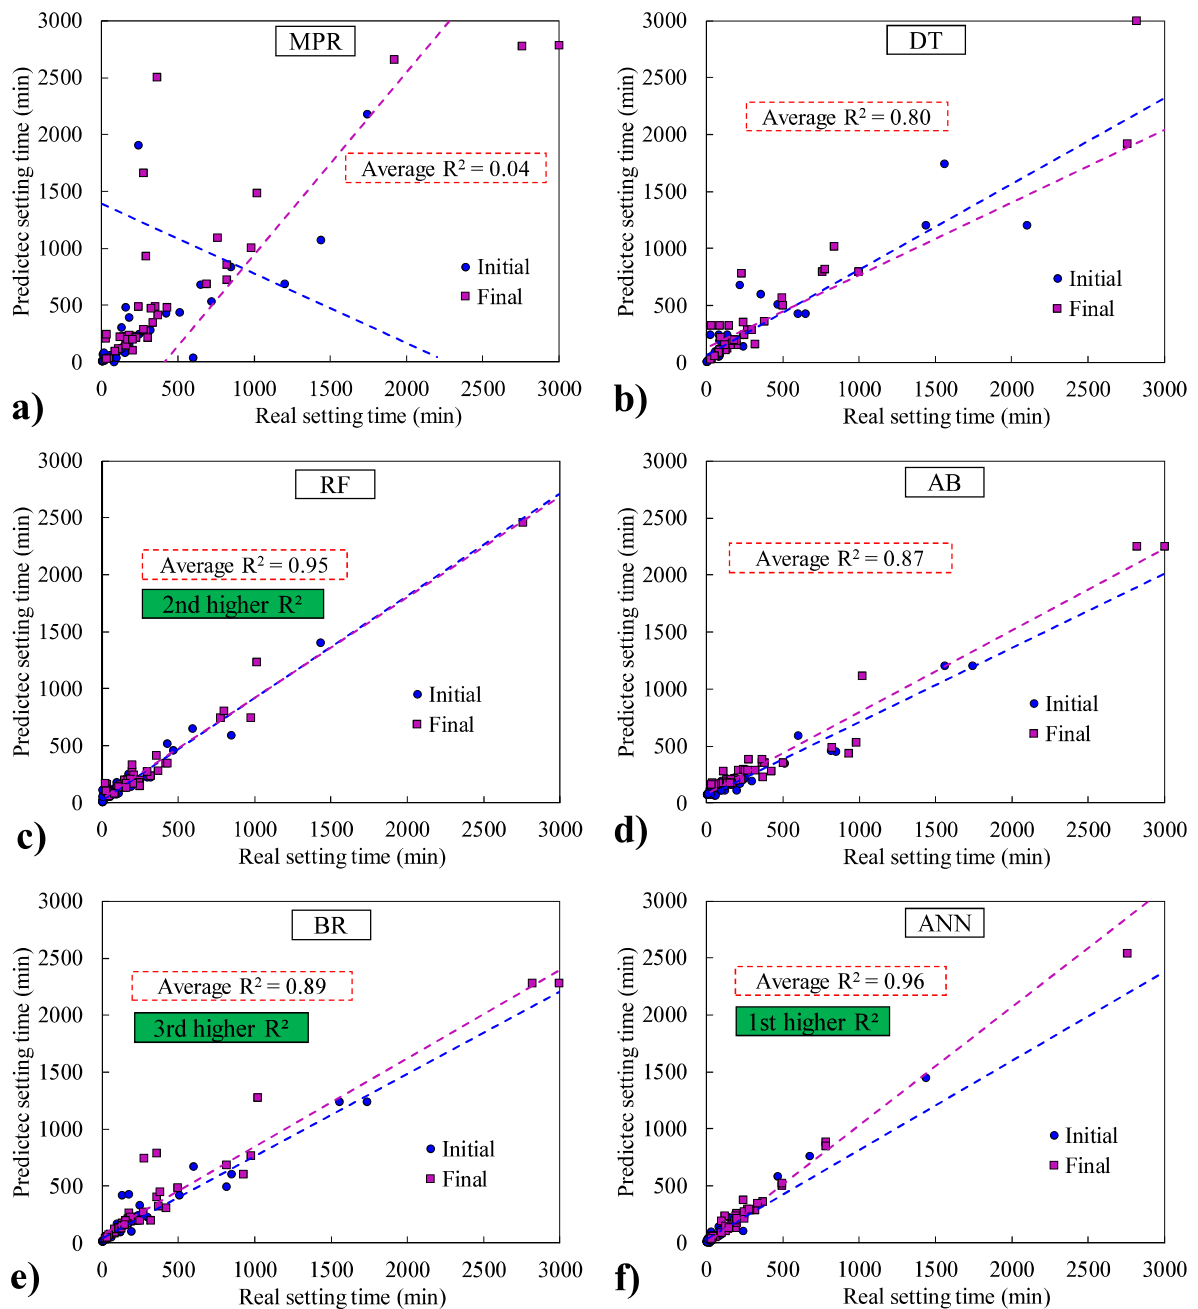 3000
2500
2000
1500
1000
500
0
Predictec setting time (min)
MPR
Average R² = 0.04
Initial
Final
0 500 1000 1500 2000 2500 3000
Real setting time (min)
a)
3000
2500
2000
1500
1000
500
0
Predictec setting time (min)
DT
Average R² = 0.80
Initial
Final
0 500 1000 1500 2000 2500 3000
Real setting time (min)
b)
3000
2500
2000
1500
1000
500
0
Predictec setting time (min)
RF
Average R² = 0.95
2nd higher R²
Initial
Final
0 500 1000 1500 2000 2500 3000
Real setting time (min)
c)
3000
2500
2000
1500
1000
500
0
Predictec setting time (min)
AB
Average R² = 0.87
Initial
Final
0 500 1000 1500 2000 2500 3000
Real setting time (min)
d)
3000
2500
2000
1500
1000
500
0
Predictec setting time (min)
BR
Average R² = 0.89
3rd higher R²
Initial
Final
0 500 1000 1500 2000 2500 3000
Real setting time (min)
e)
3000
2500
2000
1500
1000
500
0
Predictec setting time (min)
ANN
Average R² = 0.96
1st higher R²
Initial
Final
0 500 1000 1500 2000 2500 3000
Real setting time (min)
f)